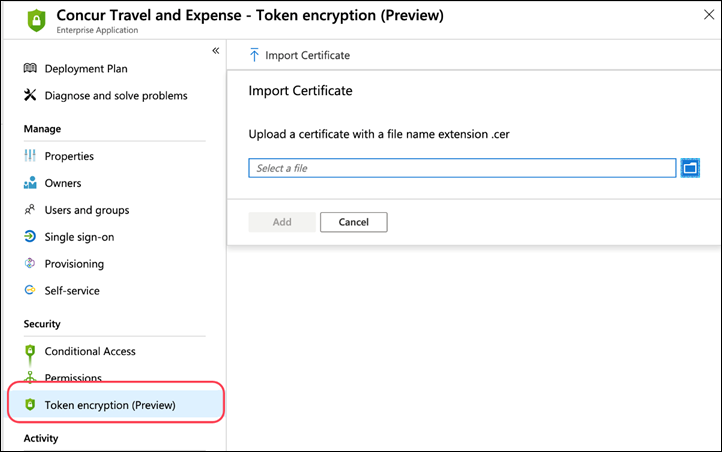 Concur Travel and Expense - Token encryption (Preview)
Enterprise Application
Deployment Plan
Diagnose and solve problems
Manage
Properties
Owners
Users and groups
Single sign-on
Provisioning
Self-service
Security
Conditional Access
Permissions
Token encryption (Preview)
Activity
Import Certificate
Import Certificate
Upload a certificate with a file name extension .cer
Select a file
Add
Cancel